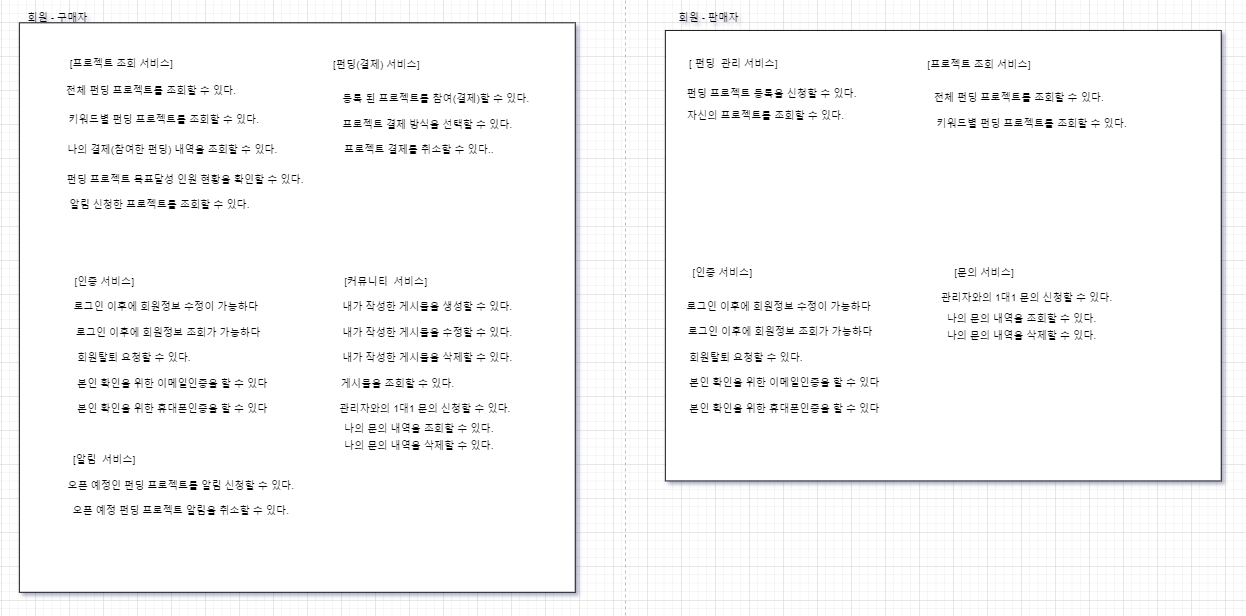 회원 - 구매자
[프로젝트 조회 서비스]
전체 펀딩 프로젝트를 조회할 수 있다.
키워드별 펀딩 프로젝트를 조회할 수 있다.
나의 결제(참여한 펀딩) 내역을 조회할 수 있다.
펀딩 프로젝트 목표달성 인원 현황을 확인할 수 있다.
알림 신청한 프로젝트를 조회할 수 있다.
[펀딩(결제) 서비스]
등록 된 프로젝트를 참여(결제)할 수 있다.
프로젝트 결제 방식을 선택할 수 있다.
프로젝트 결제를 취소할 수 있다..
[인증 서비스]
로그인 이후에 회원정보 수정이 가능하다
로그인 이후에 회원정보 조회가 가능하다
회원탈퇴 요청할 수 있다.
본인 확인을 위한 이메일인증을 할 수 있다
본인 확인을 위한 휴대폰인증을 할 수 있다
[커뮤니티 서비스]
내가 작성한 게시물을 생성할 수 있다.
내가 작성한 게시물을 수정할 수 있다.
내가 작성한 게시물을 삭제할 수 있다.
게시물을 조회할 수 있다.
관리자와의 1대1 문의 신청할 수 있다.
나의 문의 내역을 조회할 수 있다.
나의 문의 내역을 삭제할 수 있다.
[알림 서비스]
오픈 예정인 펀딩 프로젝트를 알림 신청할 수 있다.
오픈 예정 펀딩 프로젝트 알림을 취소할 수 있다.
회원 - 판매자
[ 펀딩 관리 서비스]
펀딩 프로젝트 등록을 신청할 수 있다.
자신의 프로젝트를 조회할 수 있다.
[프로젝트 조회 서비스]
전체 펀딩 프로젝트를 조회할 수 있다.
키워드별 펀딩 프로젝트를 조회할 수 있다.
[인증 서비스]
로그인 이후에 회원정보 수정이 가능하다
로그인 이후에 회원정보 조회가 가능하다
회원탈퇴 요청할 수 있다.
본인 확인을 위한 이메일인증을 할 수 있다
본인 확인을 위한 휴대폰인증을 할 수 있다
[문의 서비스]
관리자와의 1대1 문의 신청할 수 있다.
나의 문의 내역을 조회할 수 있다.
나의 문의 내역을 삭제할 수 있다.